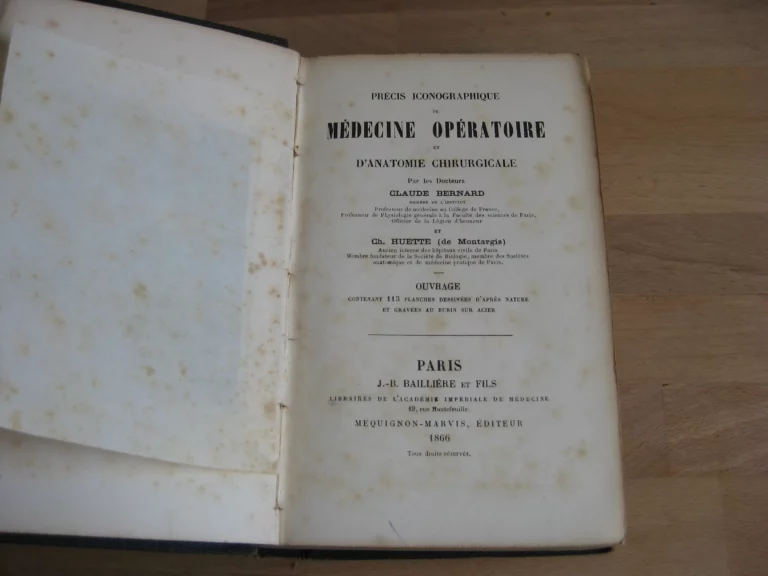 PRÉCIS ICONOGRAPHIQUE
DE
MÉDECINE OPÉRATOIRE
ET
D'ANATOMIE CHIRURGICALE
Par les Docteurs
CLAUDE BERNARD
MEMBRE DE L'INSTITUT
Professeur de médecine au Collège de France,
Professeur de Physiologie générale à la Faculté des sciences de Paris,
Officier de la Légion d'honneur
ET
Ch. HUETTE (de Montargis)
Ancien interne des hôpitaux civils de Paris
Membre fondateur de la Société de Biologie, membre des Sociétés
anatomique et de médecine pratique de Paris.
OUVRAGE
CONTENANT 113 PLANCHES DESSINÉES D'APRÈS NATURE
ET GRAVÉES AU BURIN SUR ACIER
PARIS
J.-B. BAILLIÈRE ET FILS
LIBRAIRES DE L'ACADÉMIE IMPÉRIALE DE MÉDECINE
19, rue Hautefeuille.
MEQUIGNON-MARVIS, ÉDITEUR
1866
Tous droits réservés.